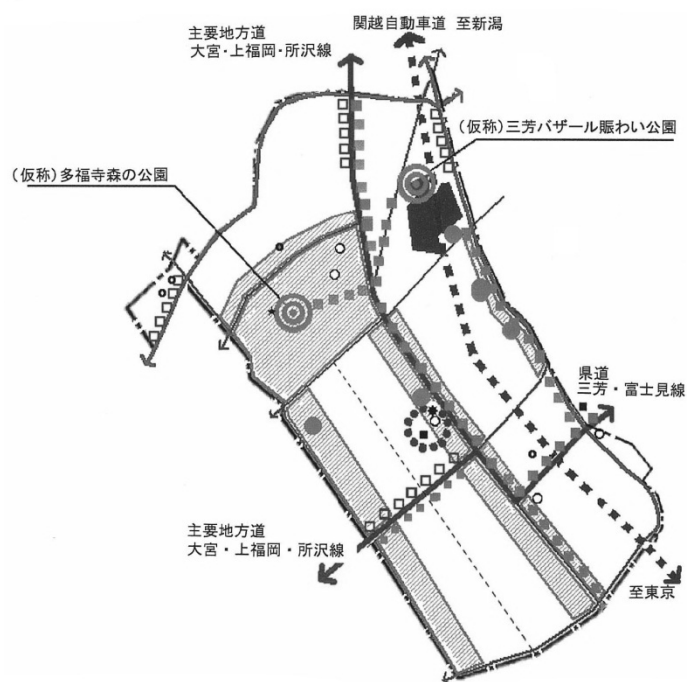 関越自動車道 至新潟
主要地方道
大宮・上福岡・所沢線
(仮称)三芳バザール賑わい公園
(仮称)多福寺森の公園
県道
三芳・富士見線
主要地方道
大宮・上福岡・所沢線
至東京